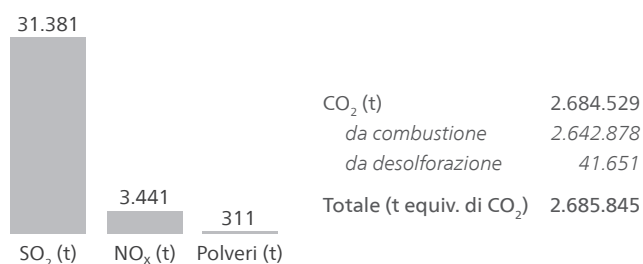 31.381
3.441
311
SO₂ (t)
NOₓ (t)
Polveri (t)
CO₂ (t) 2.684.529
da combustione 2.642.878
da desolforazione 41.651
Totale (t equiv. di CO₂) 2.685.845